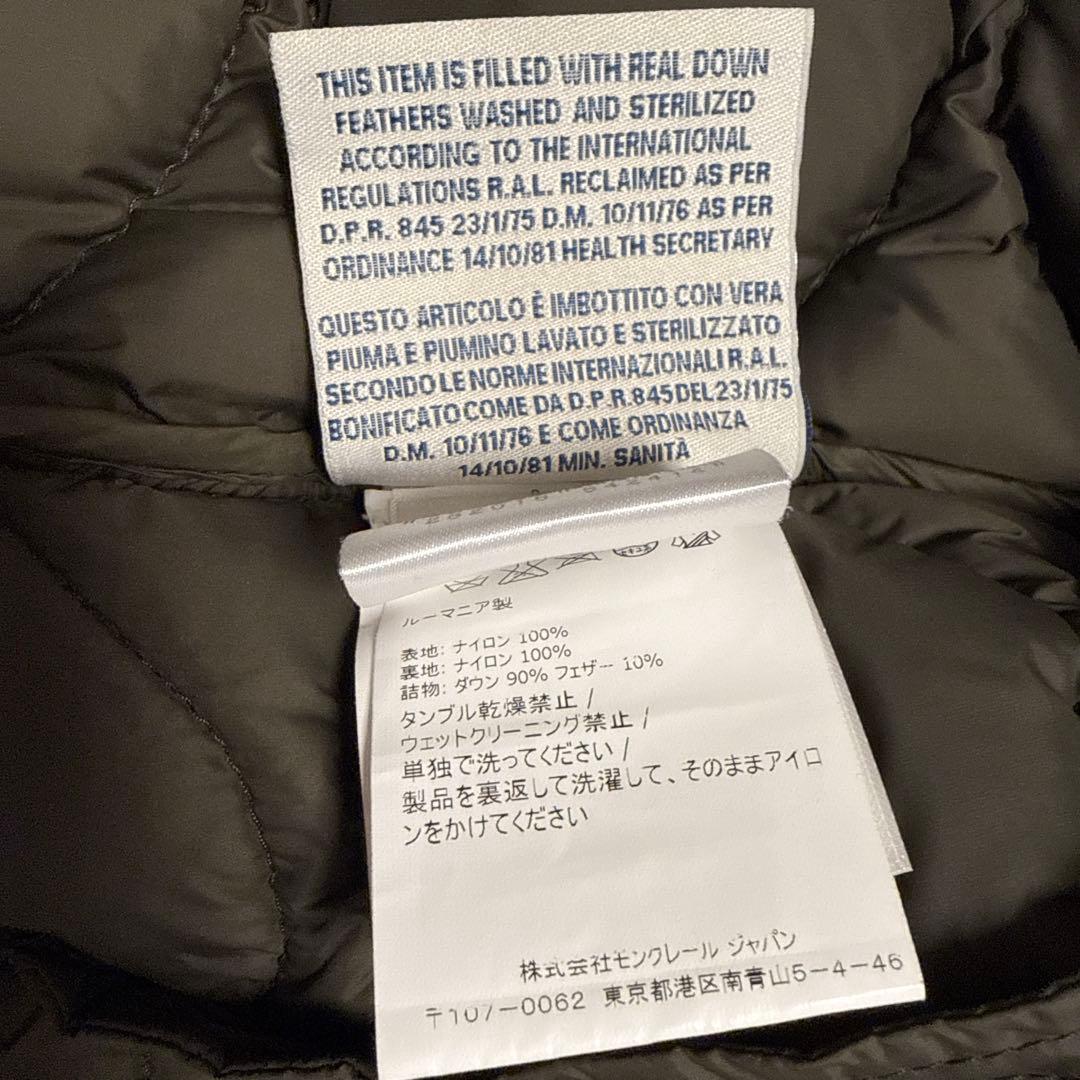 THIS ITEM IS FILLED WITH REAL DOWN
FEATHERS WASHED AND STERILIZED
ACCORDING TO THE INTERNATIONAL
REGULATIONS R.A.L. RECLAIMED AS PER
D.P.R. 845 23/1/75 D.M. 10/11/76 AS PER
ORDINANCE 14/10/81 HEALTH SECRETARY
QUESTO ARTICOLO È IMBOTTITO CON VERA
PIUMA E PIUMINO LAVATO E STERILIZZATO
SECONDO LE NORME INTERNAZIONALI R.A.L.
BONIFICATO COME DA D.P.R. 845 DEL 23/1/75
D.M. 10/11/76 E COME ORDINANZA
14/10/81 MIN. SANITÂ
ルーマニア製
表地: ナイロン 100%
裏地: ナイロン 100%
詰物: ダウン 90% フェザー 10%
タンブル乾燥禁止 /
ウェットクリーニング禁止 /
単独で洗ってください /
製品を裏返して洗濯して、そのままアイロ
ンをかけてください
株式会社モンクレール ジャパン
〒107-0062 東京都港区南青山5-4-46